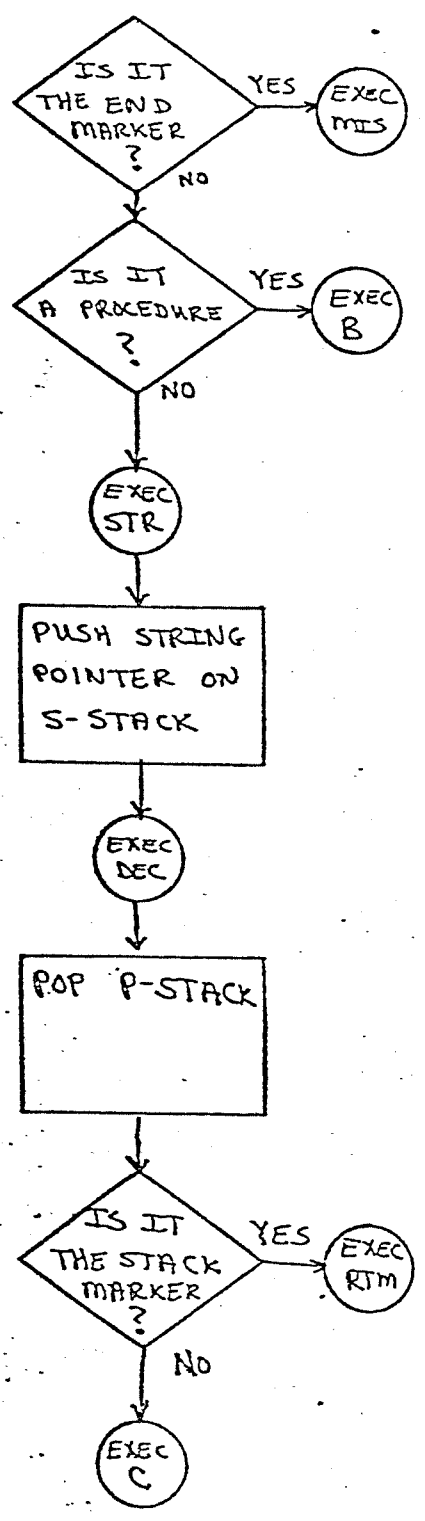 IS IT
THE END
MARKER
?
YES
EXEC
MIS
NO
IS IT
A PROCEDURE
?
YES
EXEC
B
NO
EXEC
STR
PUSH STRING
POINTER ON
S-STACK
EXEC
DEC
POP P-STACK
IS IT
THE STACK
MARKER
?
YES
EXEC
RTM
NO
EXEC
C